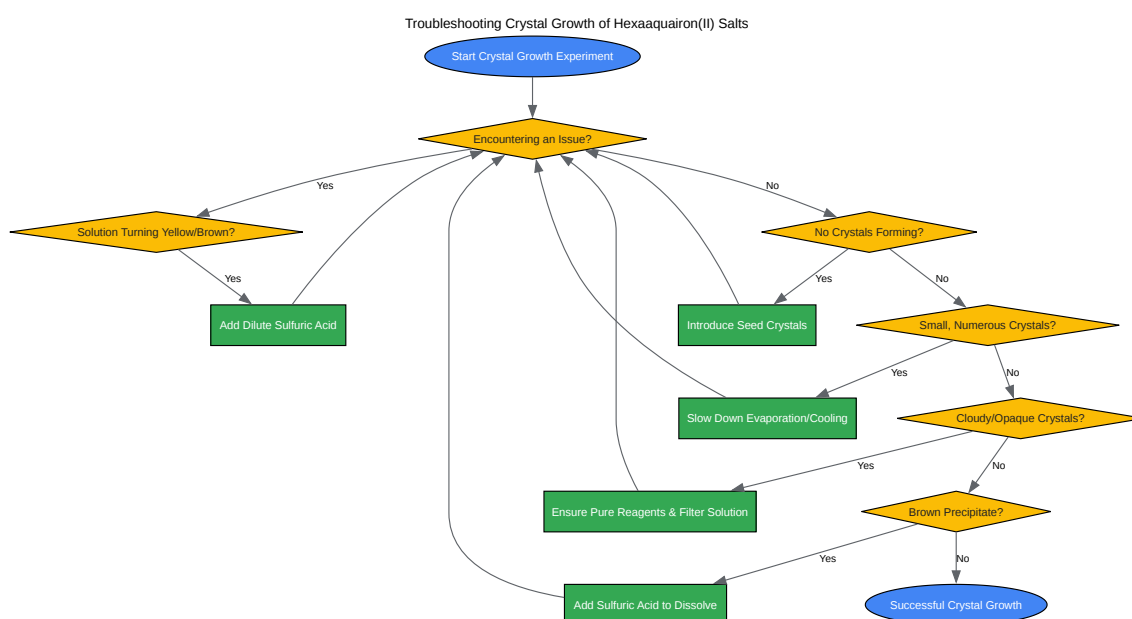 Troubleshooting Crystal Growth of Hexaaquairon(II) Salts
Start Crystal Growth Experiment
Encountering an Issue?
Yes
No
Solution Turning Yellow/Brown?
No Crystals Forming?
Yes
Yes
No
Add Dilute Sulfuric Acid
Introduce Seed Crystals
Small, Numerous Crystals?
Yes
No
Slow Down Evaporation/Cooling
Cloudy/Opaque Crystals?
Yes
No
Ensure Pure Reagents & Filter Solution
Brown Precipitate?
Yes
No
Add Sulfuric Acid to Dissolve
Successful Crystal Growth